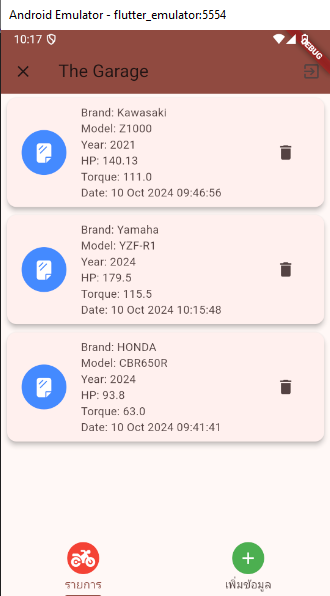 Android Emulator - flutter_emulator:5554
10:17
DEBUG
The Garage
Brand: Kawasaki
Model: Z1000
Year: 2021
HP: 140.13
Torque: 111.0
Date: 10 Oct 2024 09:46:56
Brand: Yamaha
Model: YZF-R1
Year: 2024
HP: 179.5
Torque: 115.5
Date: 10 Oct 2024 10:15:48
Brand: HONDA
Model: CBR650R
Year: 2024
HP: 93.8
Torque: 63.0
Date: 10 Oct 2024 09:41:41
รายการ
เพิ่มข้อมูล